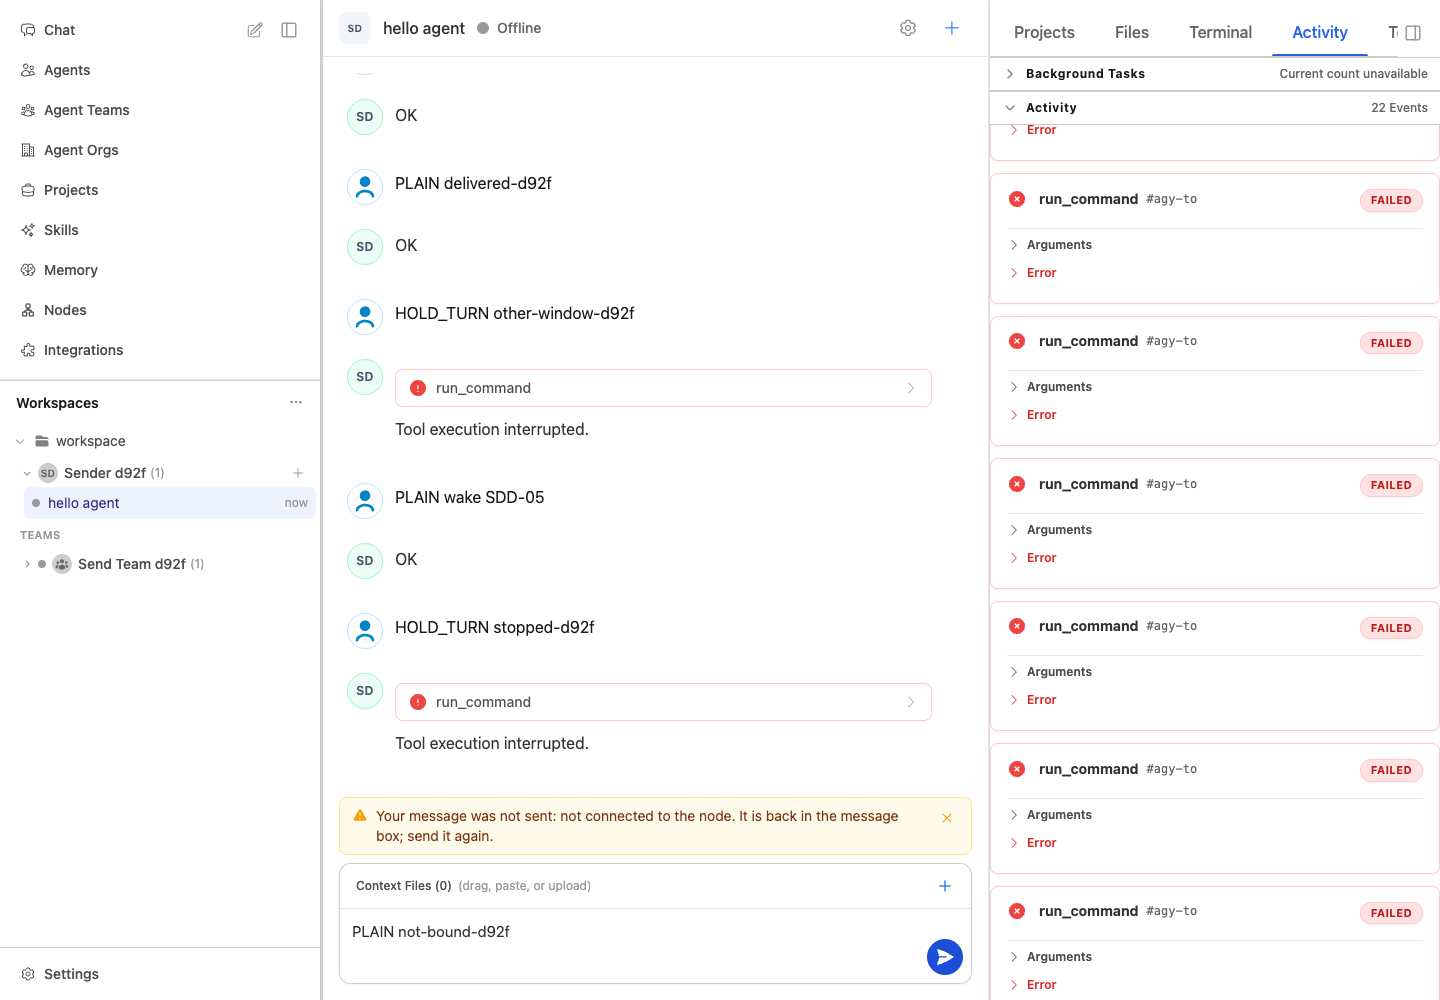 Chat
Agents
Agent Teams
Agent Orgs
Projects
Skills
Memory
Nodes
Integrations
Workspaces
workspace
SD Sender d92f (1)
hello agent now
TEAMS
Send Team d92f (1)
Settings
SD hello agent Offline
SD OK
PLAIN delivered-d92f
SD OK
HOLD_TURN other-window-d92f
SD run_command
Tool execution interrupted.
PLAIN wake SDD-05
SD OK
HOLD_TURN stopped-d92f
SD run_command
Tool execution interrupted.
Your message was not sent: not connected to the node. It is back in the message
box; send it again.
Context Files (0) (drag, paste, or upload)
PLAIN not-bound-d92f
Projects Files Terminal Activity
Background Tasks Current count unavailable
Activity 22 Events
Error
run_command #agy-to FAILED
Arguments
Error
run_command #agy-to FAILED
Arguments
Error
run_command #agy-to FAILED
Arguments
Error
run_command #agy-to FAILED
Arguments
Error
run_command #agy-to FAILED
Arguments
Error
run_command #agy-to FAILED
Arguments
Error